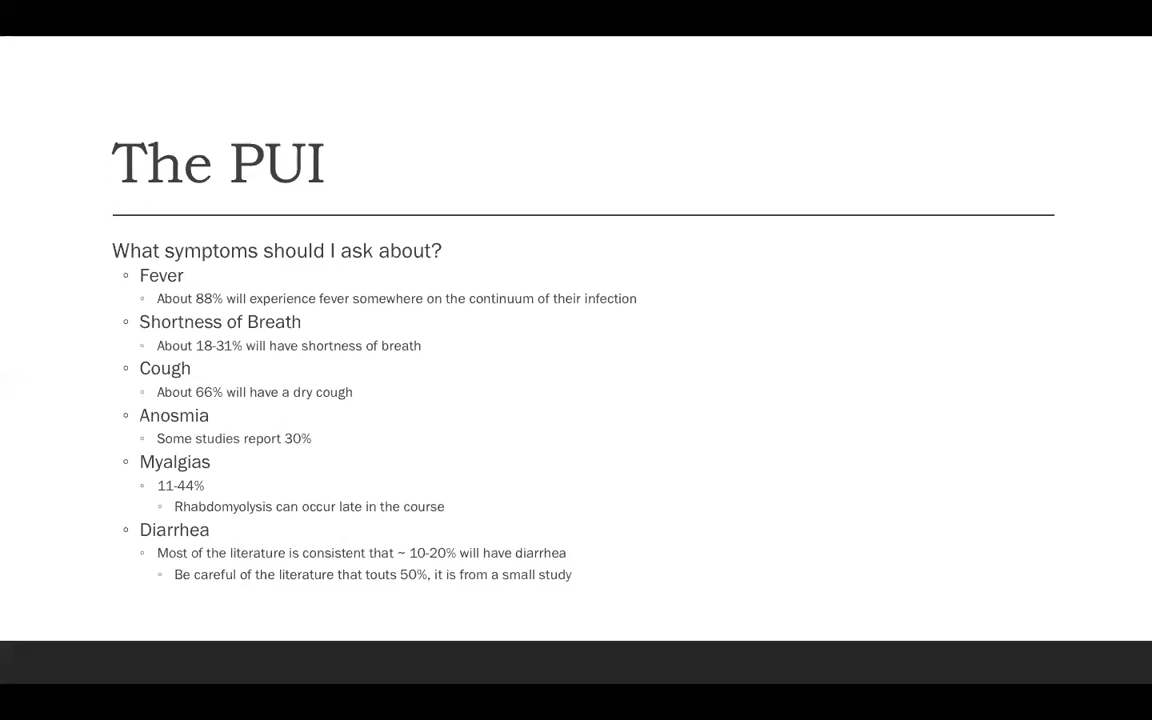 The PUI
What symptoms should I ask about?
◦ Fever
◦ About 88% will experience fever somewhere on the continuum of their infection
◦ Shortness of Breath
◦ About 18-31% will have shortness of breath
◦ Cough
◦ About 66% will have a dry cough
◦ Anosmia
◦ Some studies report 30%
◦ Myalgias
◦ 11-44%
◦ Rhabdomyolysis can occur late in the course
◦ Diarrhea
◦ Most of the literature is consistent that ~ 10-20% will have diarrhea
◦ Be careful of the literature that touts 50%, it is from a small study